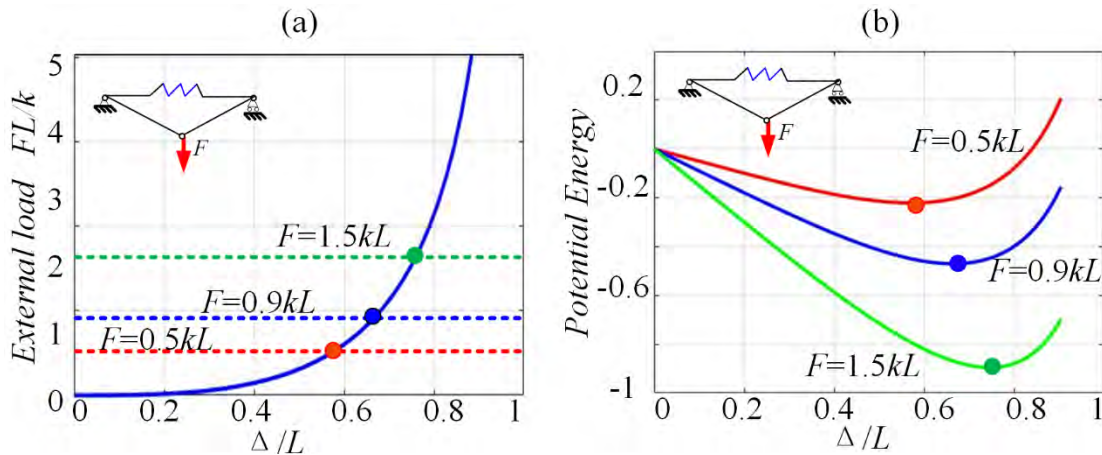 (a)
External load FL/k
5
4
3
2
1
0
F
F=1.5kL
F=0.9kL
F=0.5kL
0 0.2 0.4 0.6 0.8 1
Δ/L
(b)
Potential Energy
0.2
-0.2
-0.6
-1
F
F=0.5kL
F=0.9kL
F=1.5kL
0 0.2 0.4 0.6 0.8 1
Δ/L